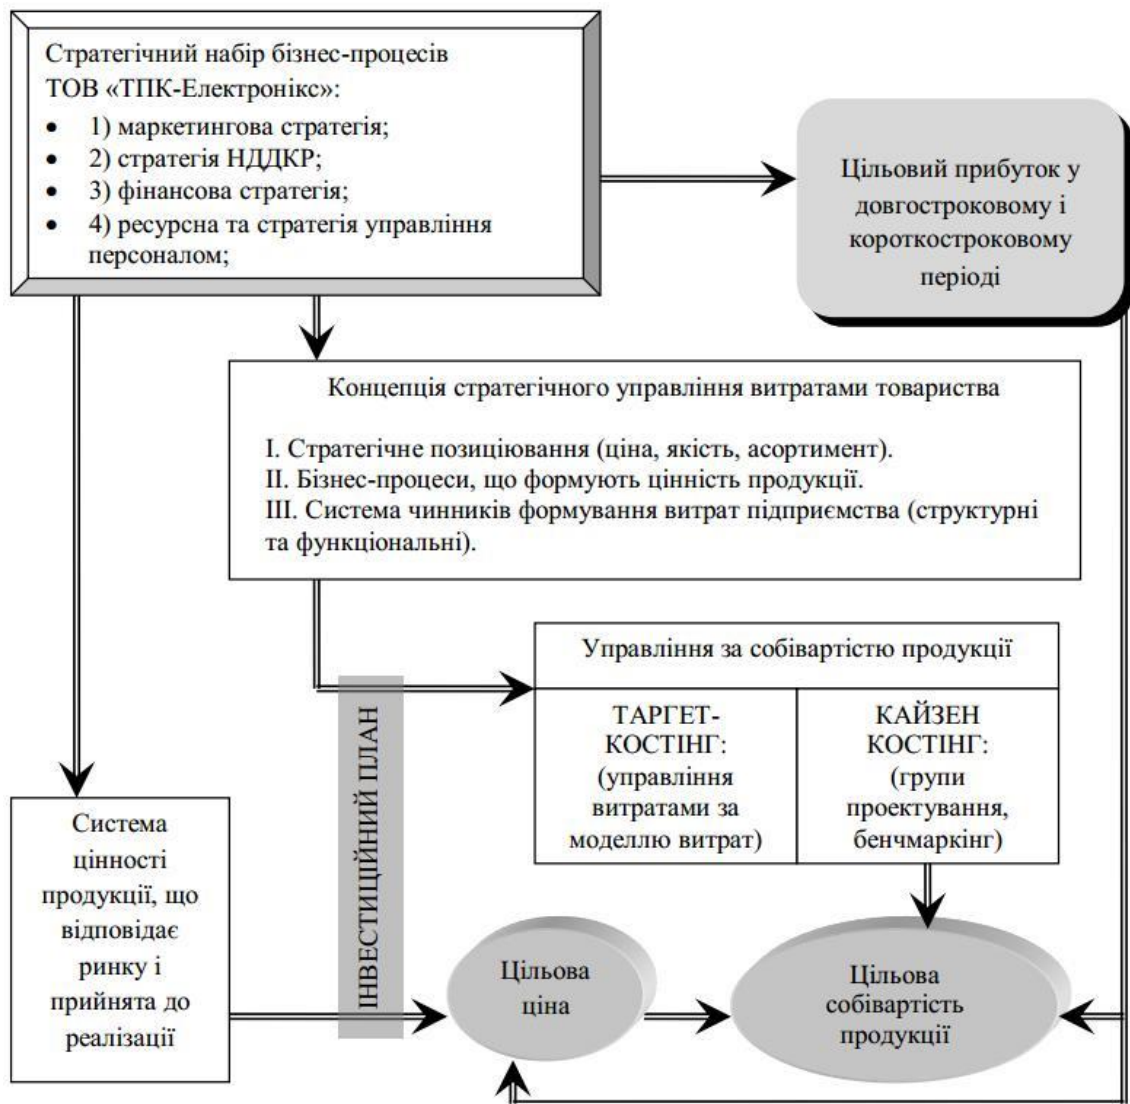 Стратегічний набір бізнес-процесів
ТОВ «ТПК-Електронікс»:
• 1) маркетингова стратегія;
• 2) стратегія НДДКР;
• 3) фінансова стратегія;
• 4) ресурсна та стратегія управління
персоналом;
Цільовий прибуток у
довгостроковому і
короткостроковому
періоді
Концепція стратегічного управління витратами товариства
I. Стратегічне позиціювання (ціна, якість, асортимент).
II. Бізнес-процеси, що формують цінність продукції.
III. Система чинників формування витрат підприємства (структурні
та функціональні).
Управління за собівартістю продукції
ТАРГЕТ-
КОСТІНГ:
(управління
витратами за
моделлю витрат)
КАЙЗЕН
КОСТІНГ:
(групи
проектування,
бенчмаркінг)
ІНВЕСТИЦІЙНИЙ ПЛАН
Система
цінності
продукції, що
відповідає
ринку і
прийнята до
реалізації
Цільова
ціна
Цільова
собівартість
продукції